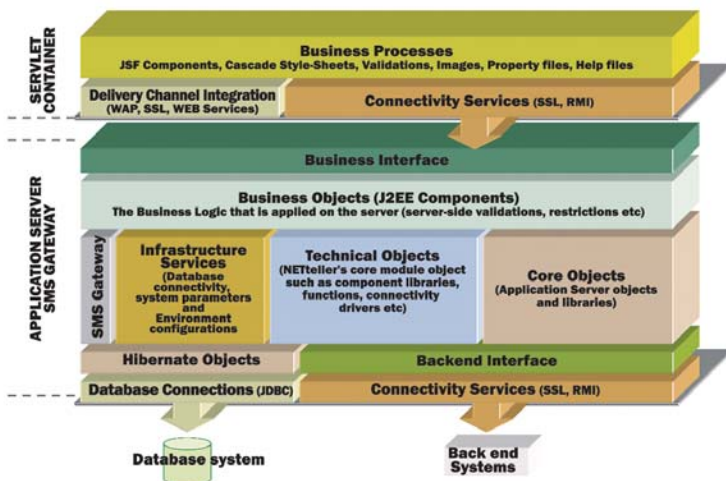 SERVLET
CONTAINER
Business Processes
JSF Components, Cascade Style-Sheets, Validations, Images, Property files, Help files
Delivery Channel Integration
(WAP, SSL, WEB Services)
Connectivity Services (SSL, RMI)
APPLICATION SERVER
SMS GATEWAY
Business Interface
Business Objects (J2EE Components)
The Business Logic that is applied on the server (server-side validations, restrictions etc)
SMS Gateway
Infrastructure
Services
(Database
connectivity,
system parameters
and
Environment
configurations)
Technical Objects
(NETteller's core module object
such as component libraries,
functions, connectivity
drivers etc)
Core Objects
(Application Server objects
and libraries)
Hibernate Objects
Backend Interface
Database Connections (JDBC)
Connectivity Services (SSL, RMI)
Database system
Back end
Systems